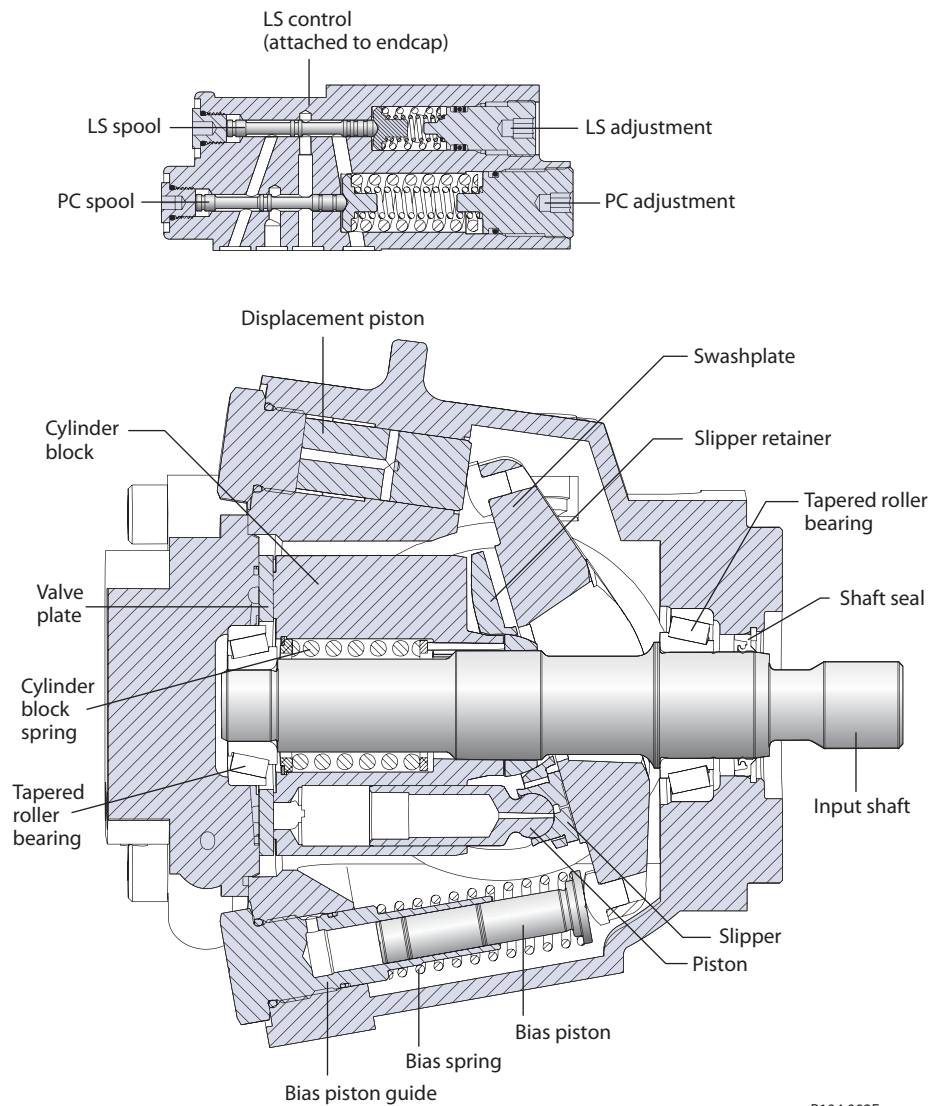 LS control
(attached to endcap)
LS spool
LS adjustment
PC spool
PC adjustment
Displacement piston
Swashplate
Cylinder
block
Slipper retainer
Tapered roller
bearing
Valve
plate
Shaft seal
Cylinder
block
spring
Tapered
roller
bearing
Input shaft
Slipper
Piston
Bias piston
Bias spring
Bias piston guide